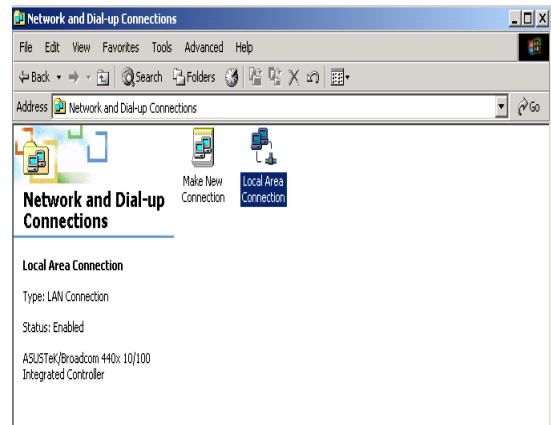 Network and Dial-up Connections
File Edit View Favorites Tools Advanced Help
Back Search Folders
Address Network and Dial-up Connections Go
Make New Connection
Local Area Connection
Network and Dial-up
Connections
Local Area Connection
Type: LAN Connection
Status: Enabled
ASUSTeK/Broadcom 440x 10/100
Integrated Controller